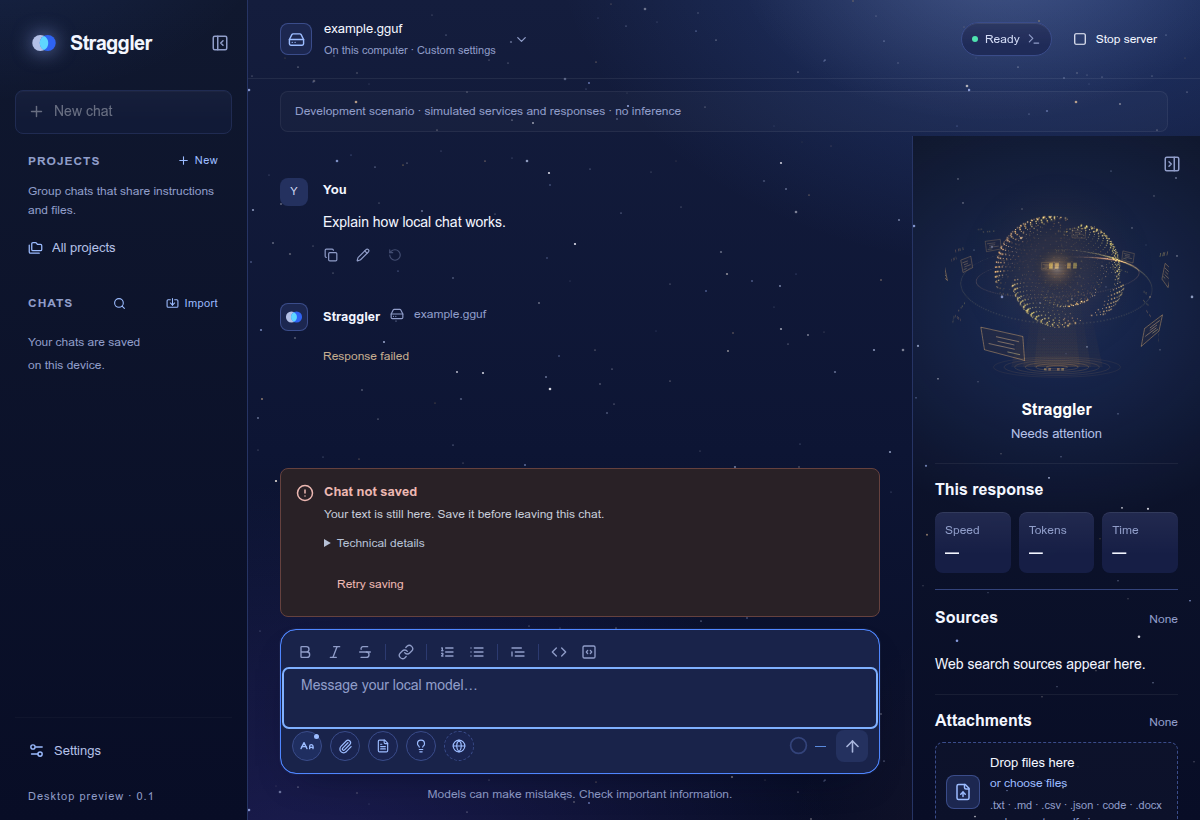 Straggler
New chat
PROJECTS
New
Group chats that share instructions
and files.
All projects
CHATS
Import
Your chats are saved
on this device.
Settings
Desktop preview · 0.1
example.gguf
On this computer · Custom settings
Ready
Stop server
Development scenario · simulated services and responses · no inference
Y
You
Explain how local chat works.
Straggler
example.gguf
Response failed
Chat not saved
Your text is still here. Save it before leaving this chat.
Technical details
Retry saving
B I S
Message your local model…
Aa
Models can make mistakes. Check important information.
Straggler
Needs attention
This response
Speed
—
Tokens
—
Time
—
Sources
None
Web search sources appear here.
Attachments
None
Drop files here
or choose files
.txt · .md · .csv · .json · code · .docx